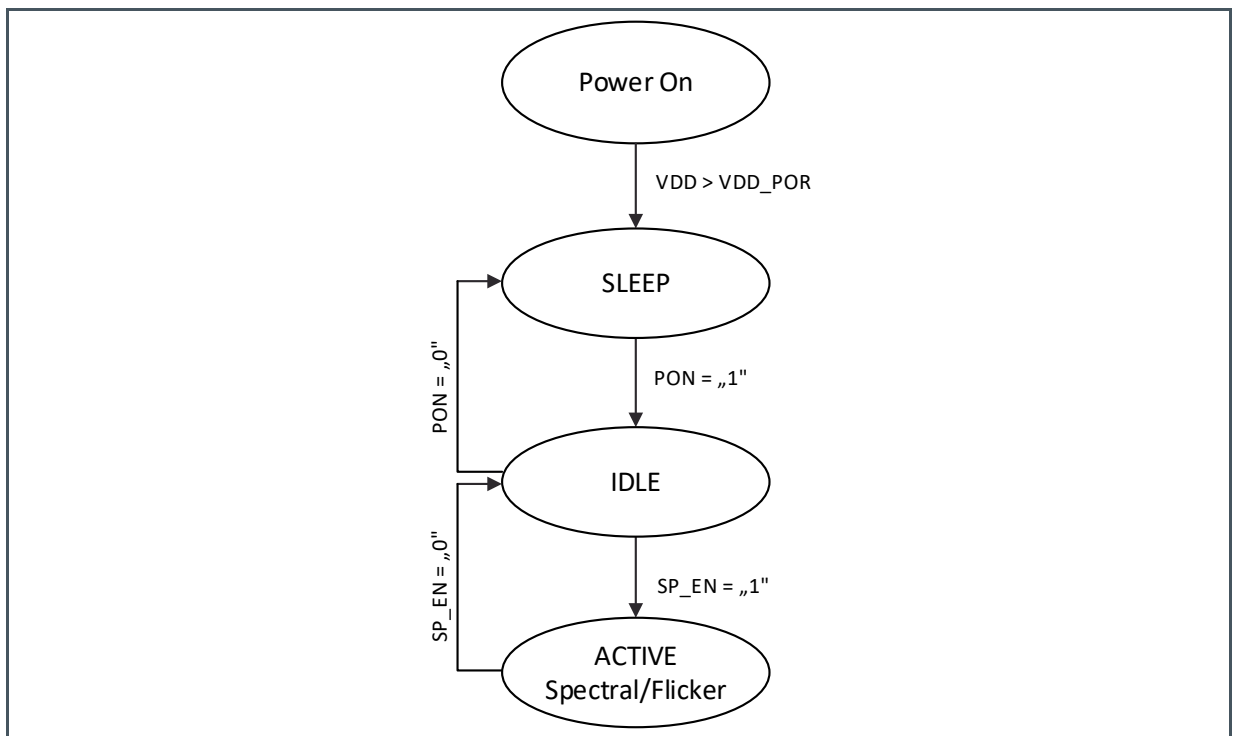 Power On
VDD > VDD_POR
SLEEP
PON = „0"
PON = „1"
IDLE
SP_EN = „0"
SP_EN = „1"
ACTIVE
Spectral/Flicker